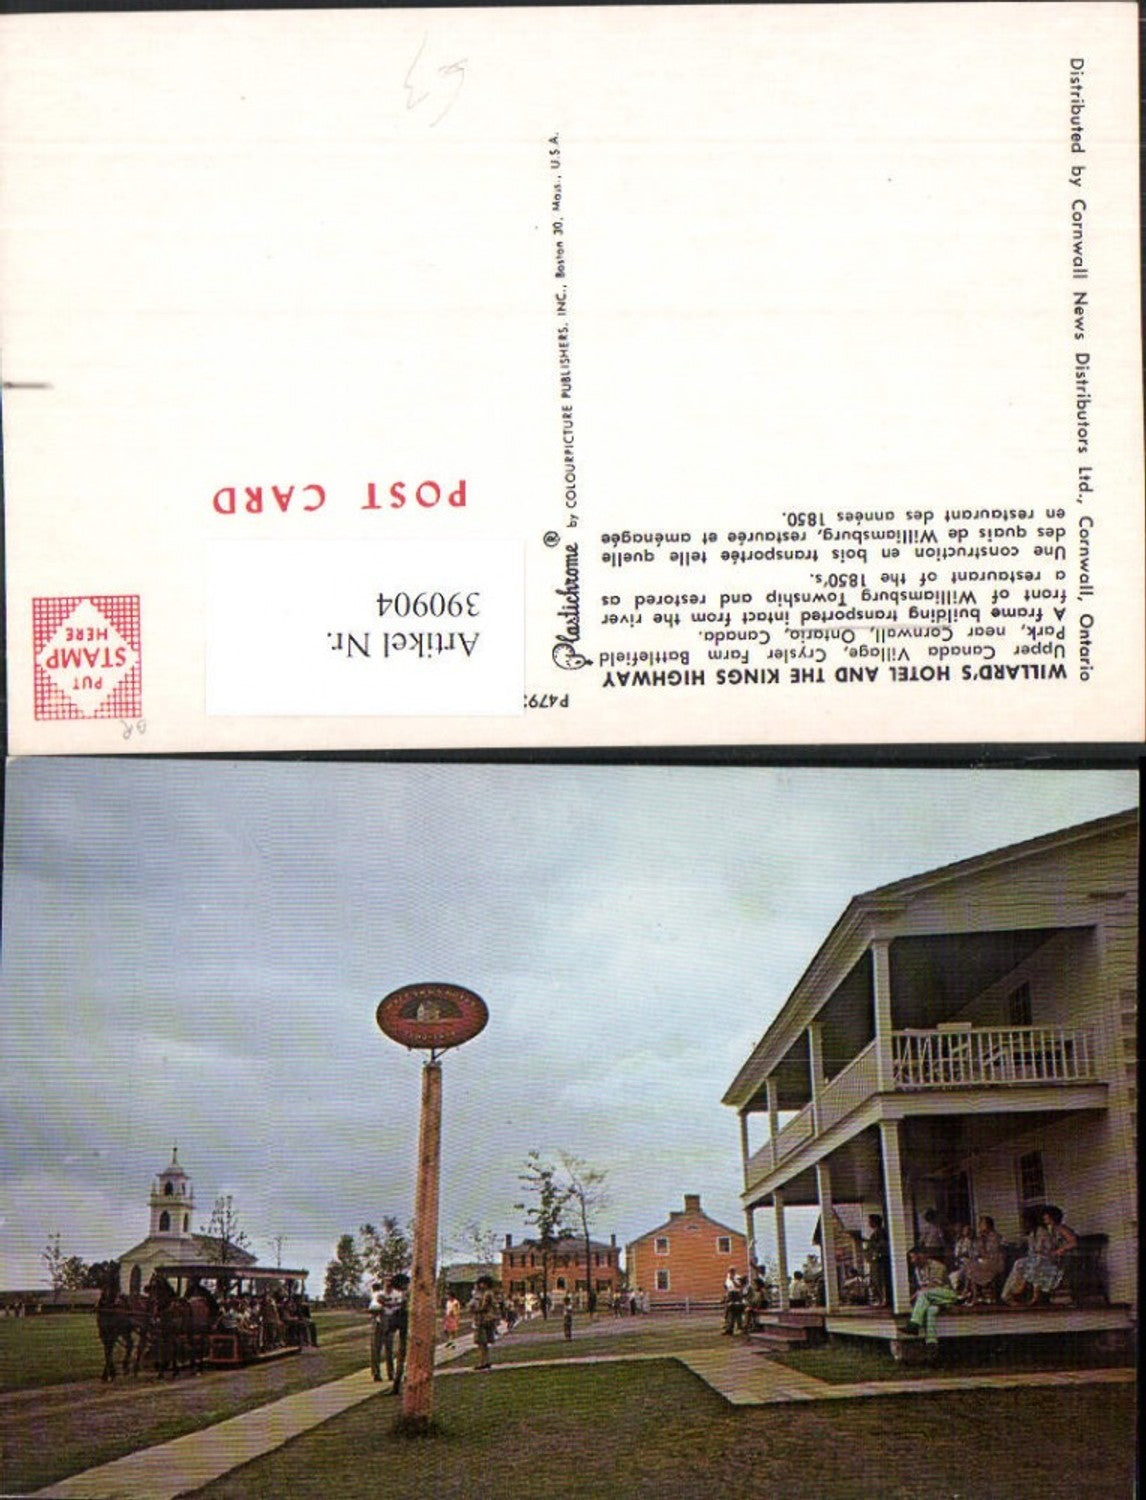 P479
WILLARD'S HOTEL AND THE KINGS HIGHWAY
Upper Canada Village, Crysler Farm Battlefield
Park, near Cornwall, Ontario, Canada.
A frame building transported intact from the river
front of Williamsburg Township and restored as
a restaurant of the 1850's.
Une construction en bois transportée telle quelle
des quais de Williamsburg, restaurée et aménagée
en restaurant des années 1850.
Distributed by Cornwall News Distributors Ltd., Cornwall, Ontario
Plastichrome ® by COLOURPICTURE PUBLISHERS, INC., Boston 30, Mass., U.S.A.
Artikel Nr.
390904
POST CARD
PUT
STAMP
HERE
BR
63